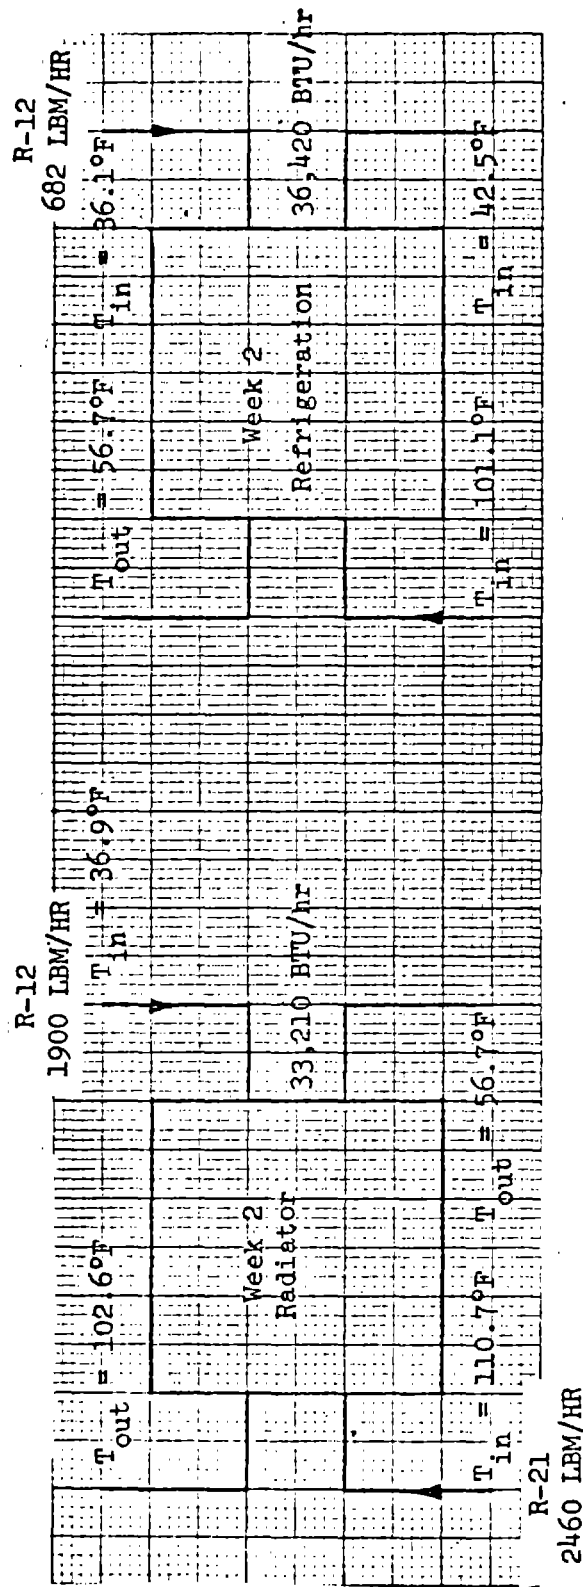 R-12
1900 LBM/HR
T_out = 102.6°F
T_in = 36.9°F
Week 2
Radiator
33,210 BTU/hr
T_in = 110.7°F
T_out = 56.7°F
R-21
2460 LBM/HR
R-12
682 LBM/HR
T_out = 56.7°F
T_in = 36.1°F
Week 2
Refrigeration
36,420 BTU/hr
T_in = 101.1°F
T_in = 42.5°F